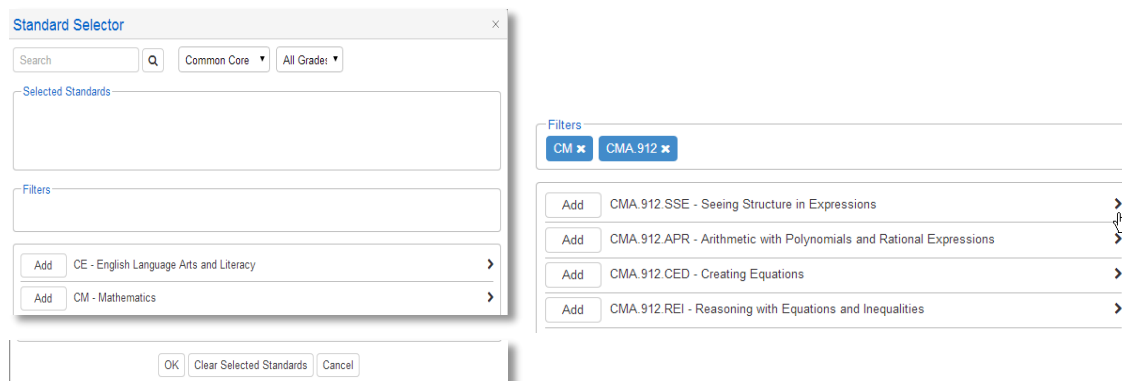 Standard Selector ×
Search Common Core All Grade:
Selected Standards
Filters
Add CE - English Language Arts and Literacy
Add CM - Mathematics
OK Clear Selected Standards Cancel
Filters
CM × CMA.912 ×
Add CMA.912.SSE - Seeing Structure in Expressions
Add CMA.912.APR - Arithmetic with Polynomials and Rational Expressions
Add CMA.912.CED - Creating Equations
Add CMA.912.REI - Reasoning with Equations and Inequalities